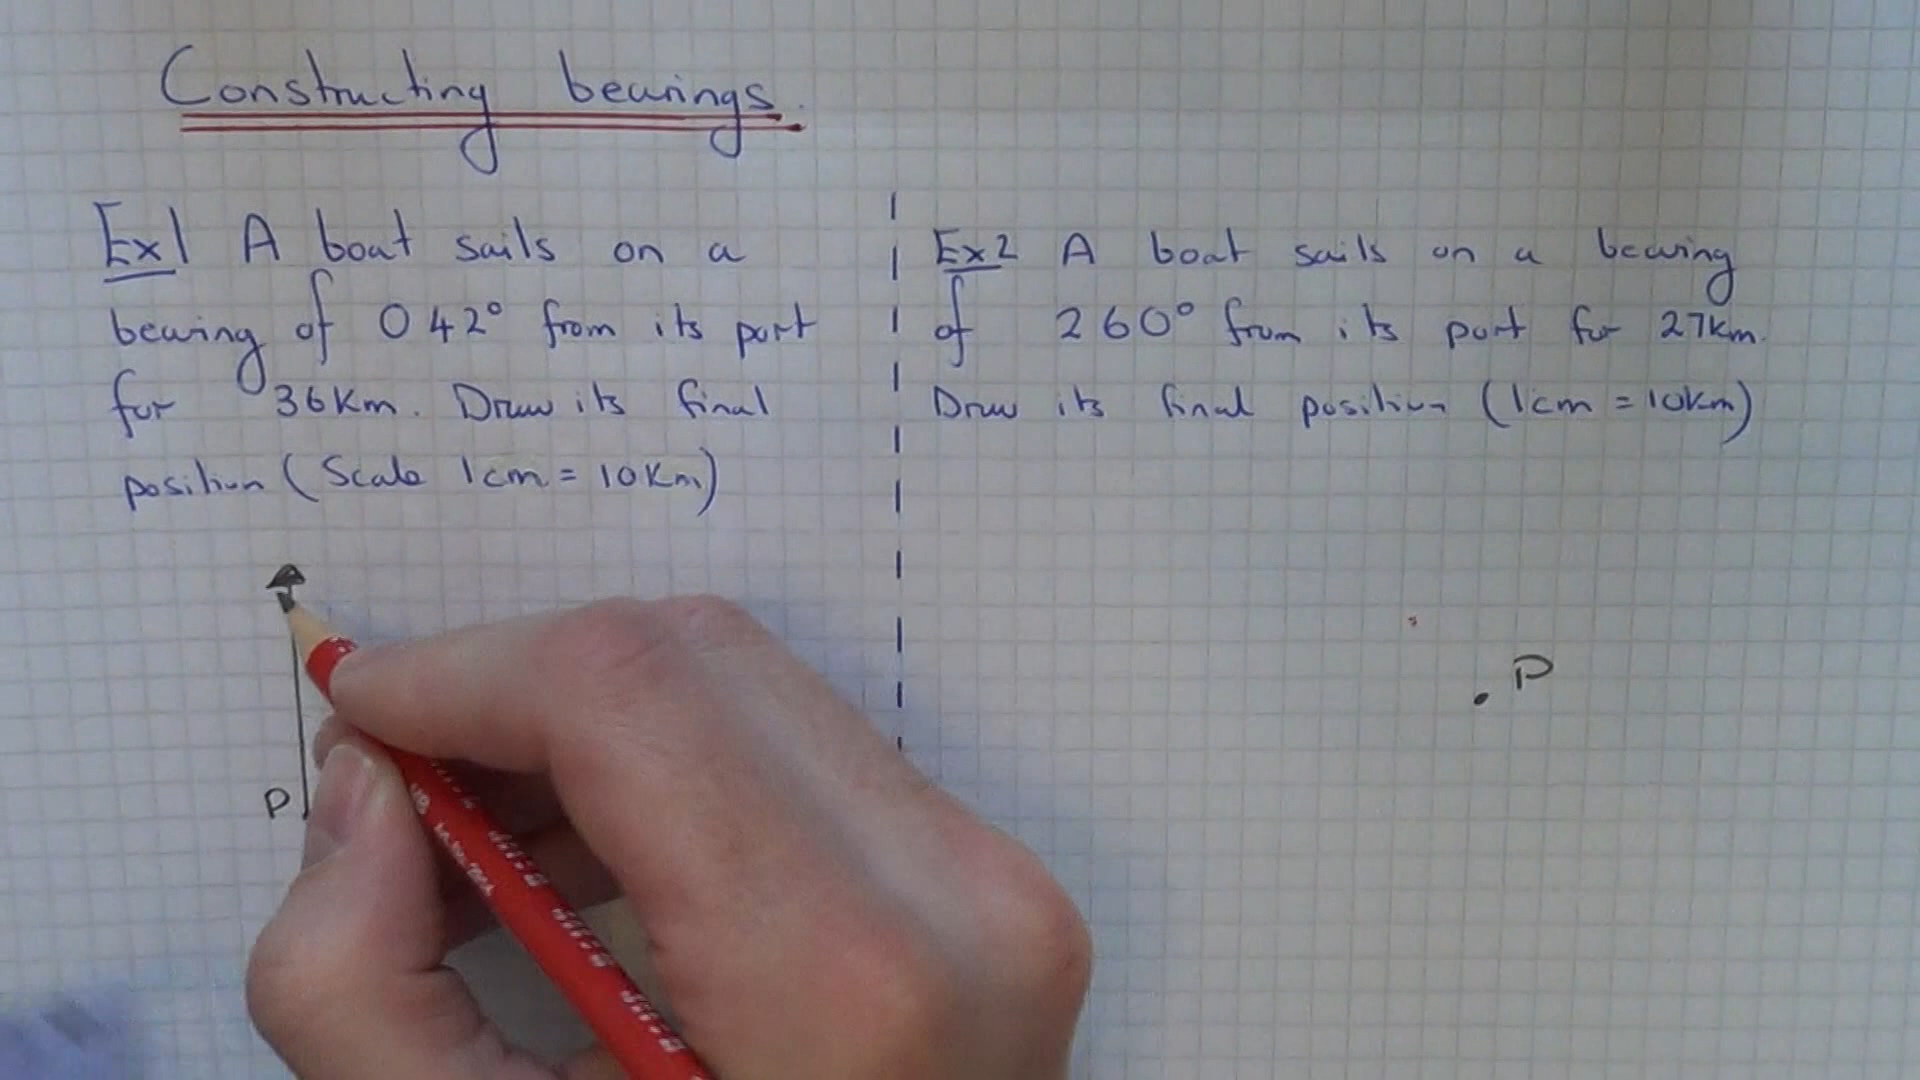 Constructing bearings.
Ex1 A boat sails on a
bearing of 042° from its port
for 36km. Draw its final
position (Scale 1cm = 10km)
Ex2 A boat sails on a bearing
of 260° from its port for 27km.
Draw its final position (1cm = 10km)
P
P